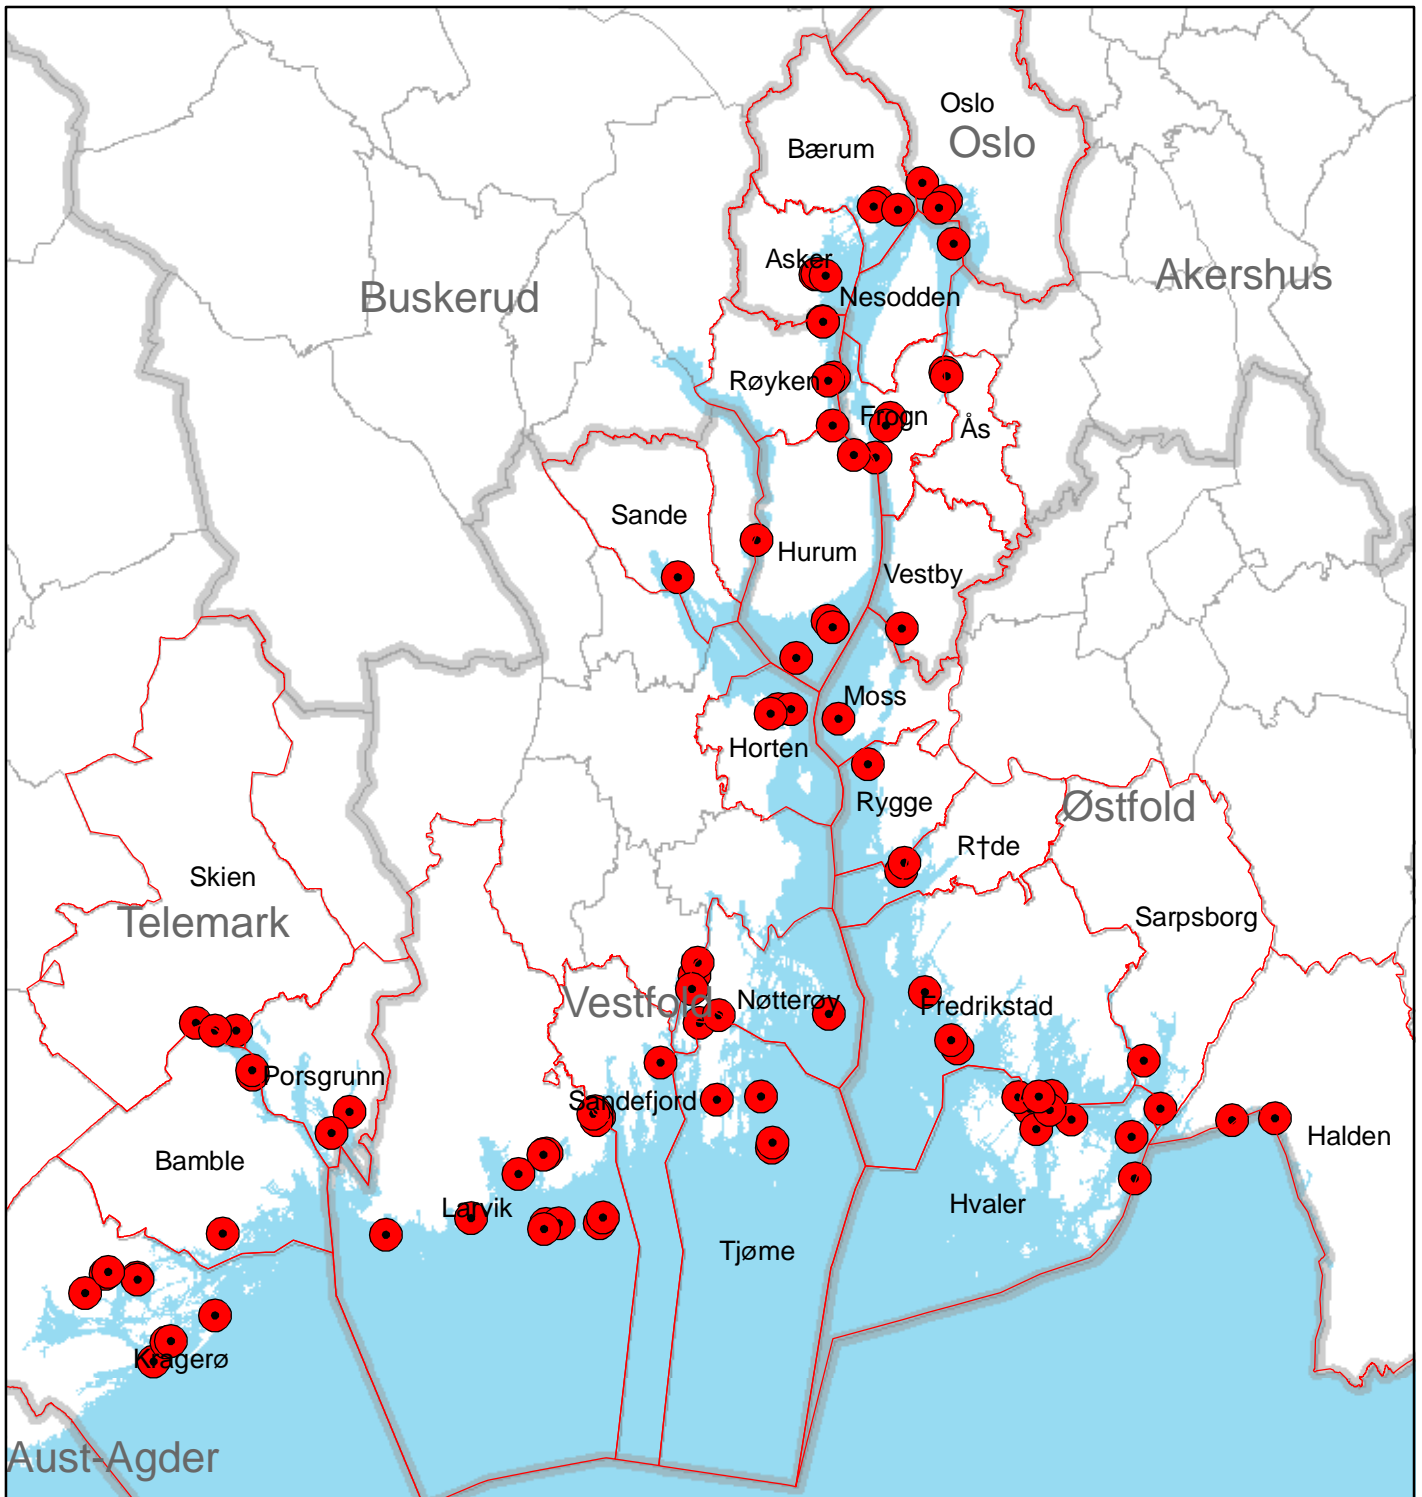 Oslo
Oslo
Bærum
Asker
Akershus
Buskerud
Nesodden
Røyken
Frogn
Ås
Sande
Hurum
Vestby
Moss
Horten
Rygge
Østfold
R†de
Skien
Telemark
Sarpsborg
Vestfold
Nøtterøy
Fredrikstad
Porsgrunn
Sandefjord
Halden
Bamble
Larvik
Hvaler
Tjøme
Kragerø
Aust-Agder